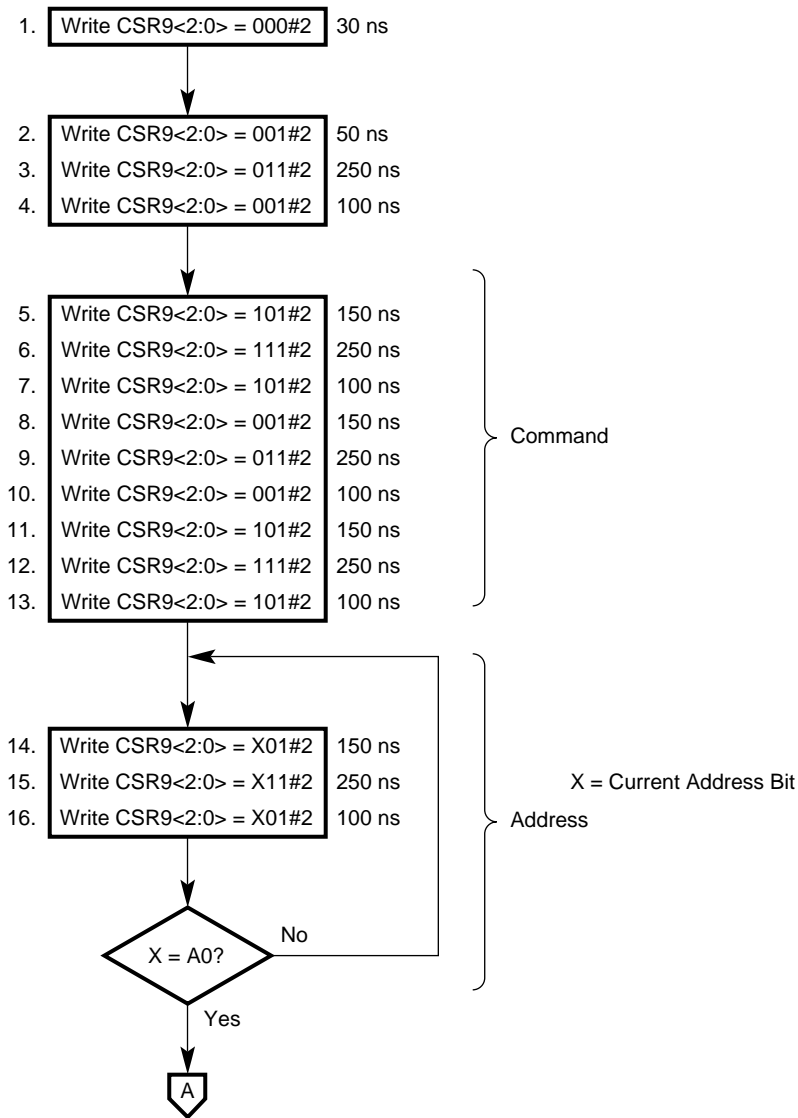 1. Write CSR9<2:0> = 000#2 30 ns
2. Write CSR9<2:0> = 001#2 50 ns
3. Write CSR9<2:0> = 011#2 250 ns
4. Write CSR9<2:0> = 001#2 100 ns
5. Write CSR9<2:0> = 101#2 150 ns
6. Write CSR9<2:0> = 111#2 250 ns
7. Write CSR9<2:0> = 101#2 100 ns
8. Write CSR9<2:0> = 001#2 150 ns
9. Write CSR9<2:0> = 011#2 250 ns
10. Write CSR9<2:0> = 001#2 100 ns
11. Write CSR9<2:0> = 101#2 150 ns
12. Write CSR9<2:0> = 111#2 250 ns
13. Write CSR9<2:0> = 101#2 100 ns
Command
14. Write CSR9<2:0> = X01#2 150 ns
15. Write CSR9<2:0> = X11#2 250 ns
16. Write CSR9<2:0> = X01#2 100 ns
X = Current Address Bit
Address
X = A0?
No
Yes
A